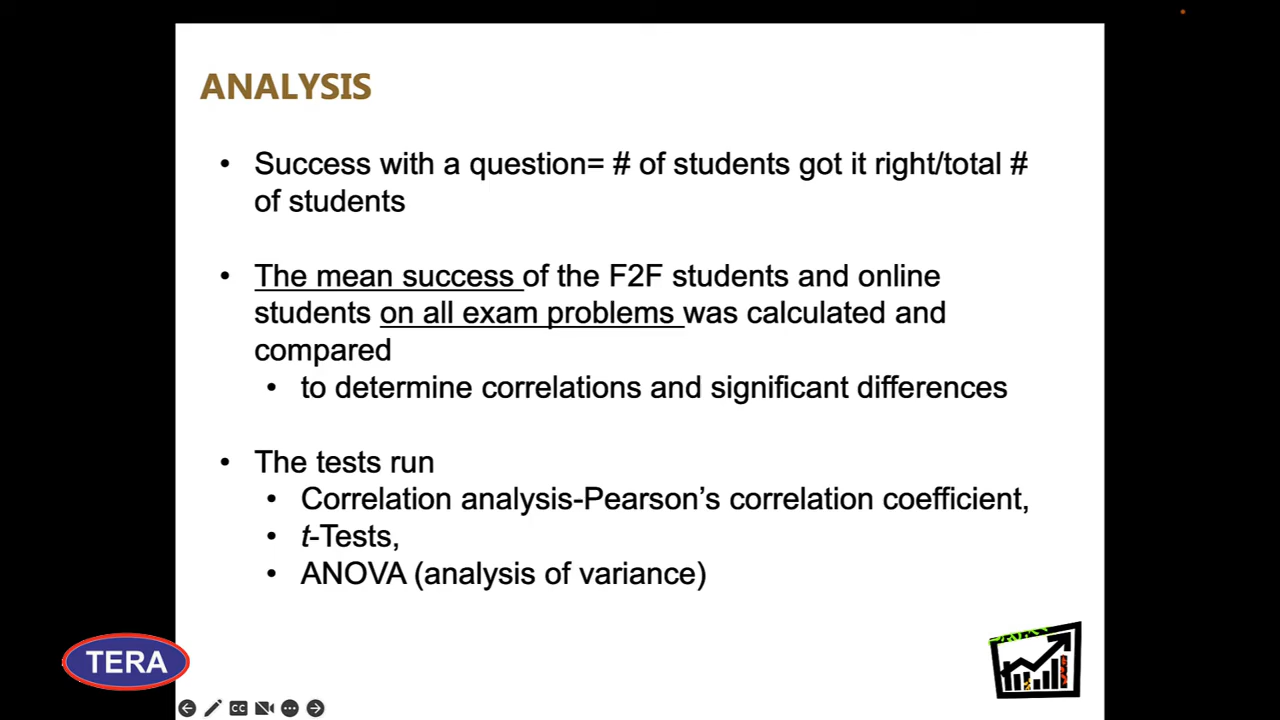 ANALYSIS
• Success with a question= # of students got it right/total #
of students
• The mean success of the F2F students and online
students on all exam problems was calculated and
compared
• to determine correlations and significant differences
• The tests run
• Correlation analysis-Pearson’s correlation coefficient,
• t-Tests,
• ANOVA (analysis of variance)
TERA
CC